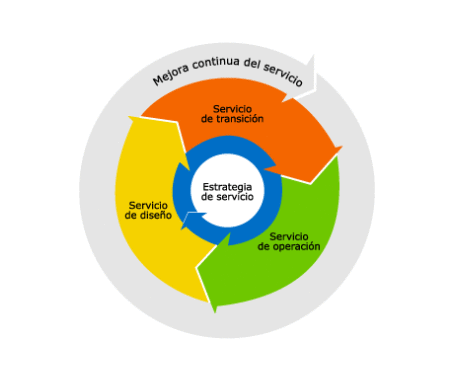 Mejora continua del servicio
Servicio
de transición
Estrategia
de servicio
Servicio
de diseño
Servicio
de operación